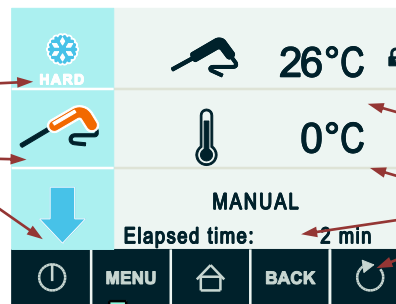 HARD
26°C
0°C
MANUAL
Elapsed time: 2 min
MENU BACK